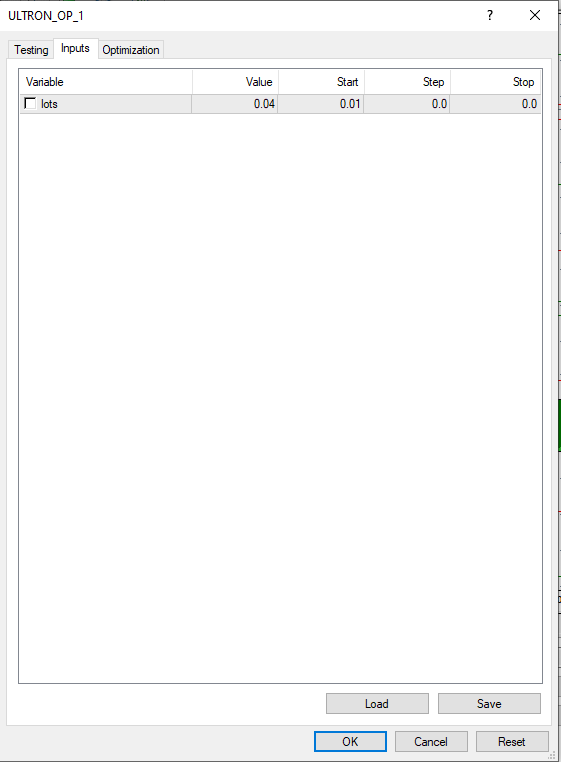 ULTRON_OP_1 ?
Testing Inputs Optimization
Variable Value Start Step Stop
lots 0.04 0.01 0.0 0.0
Load Save
OK Cancel Reset